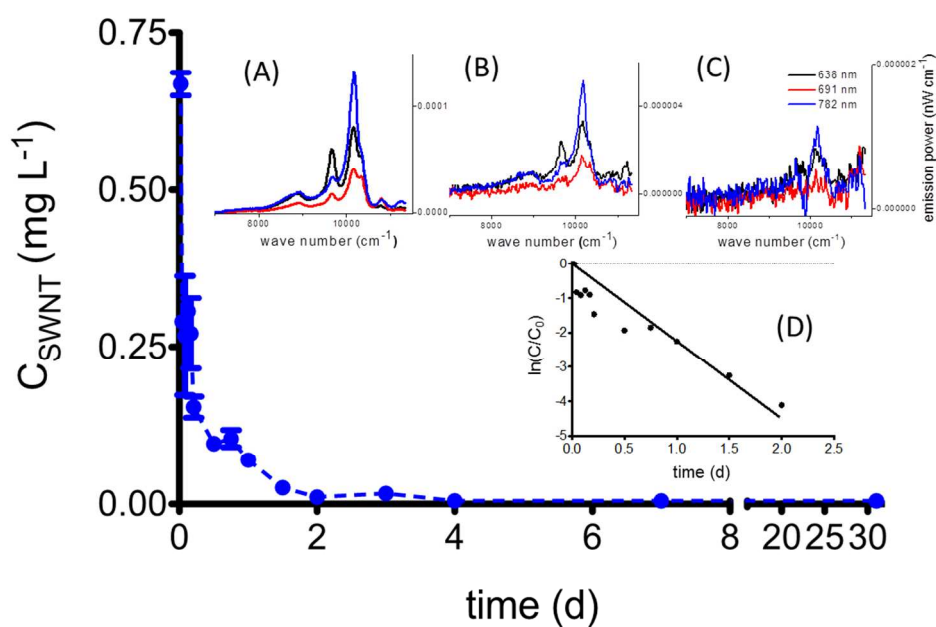 0.75
0.50
0.25
0.00
C_SWNT (mg L⁻¹)
0 2 4 6 8 20 25 30
time (d)
(A)
0.0001
0.0000
8000 10000
wave number (cm⁻¹)
(B)
0.000004
0.000000
8000 10000
wave number (cm⁻¹)
(C)
638 nm
691 nm
782 nm
0.000002
0.000000
emission power (nW cm⁻¹)
8000 10000
wave number (cm⁻¹)
(D)
0
-1
-2
-3
-4
-5
ln(C/C₀)
0.0 0.5 1.0 1.5 2.0 2.5
time (d)